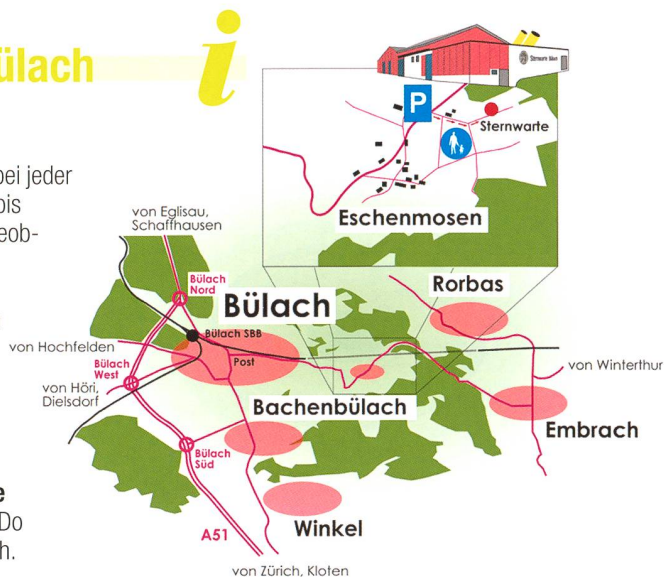 ülach
i
bei jeder
bis
eob-
e
Do
h.
P
Sternwarte
Eschenmosen
von Eglisau,
Schaffhausen
Bülach
Nord
Bülach
Rorbas
Bülach SBB
von Hochfelden
Post
Bülach
West
von Winterthur
von Höri,
Dielsdorf
Bachenbülach
Embrach
Bülach
Süd
A51
Winkel
von Zürich, Kloten